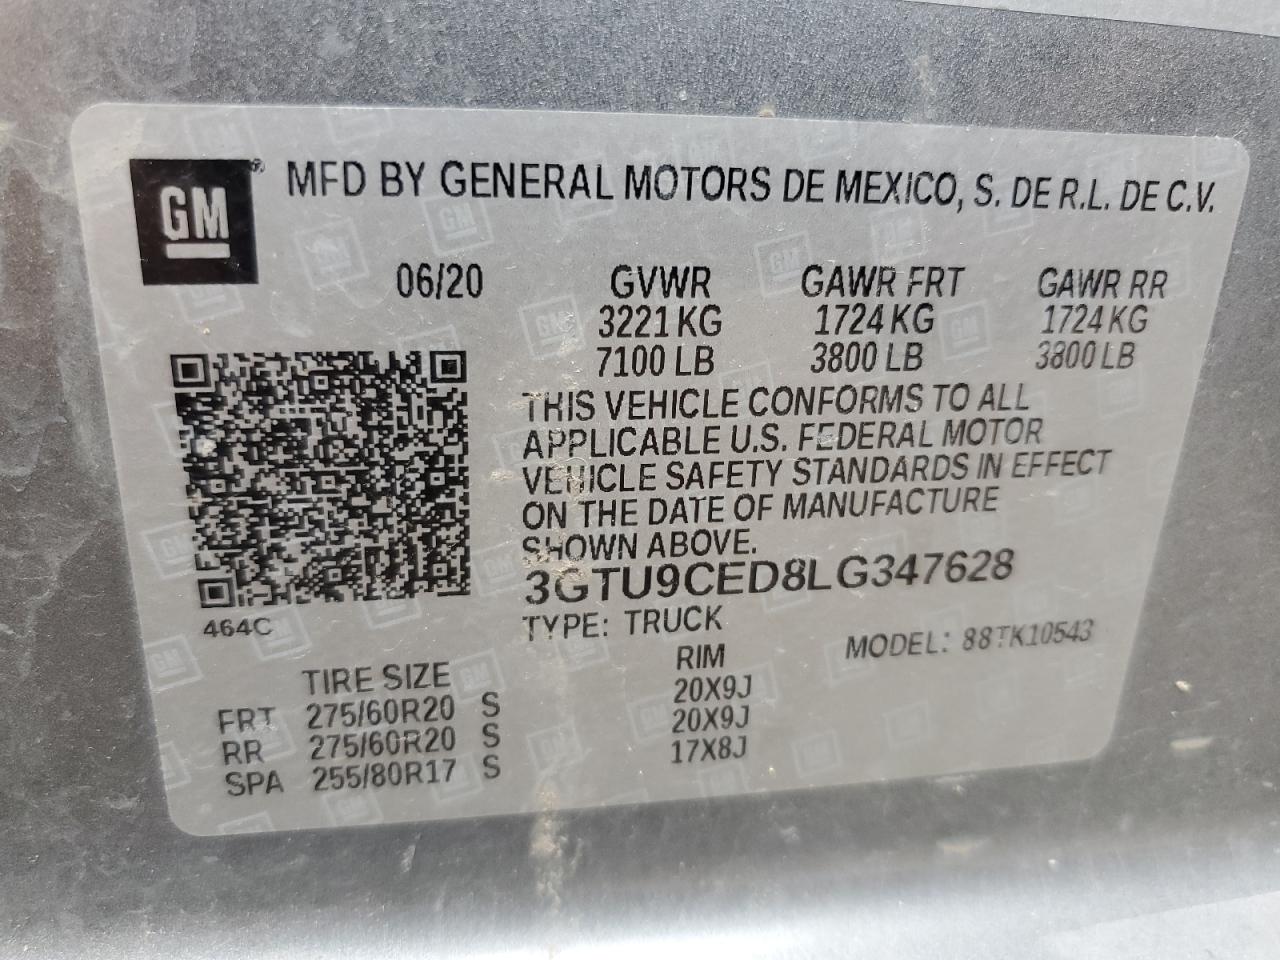 GM ® MFD BY GENERAL MOTORS DE MEXICO, S. DE R.L. DE C.V.
06/20 GVWR GAWR FRT GAWR RR
3221 KG 1724 KG 1724 KG
7100 LB 3800 LB 3800 LB
THIS VEHICLE CONFORMS TO ALL
APPLICABLE U.S. FEDERAL MOTOR
VEHICLE SAFETY STANDARDS IN EFFECT
ON THE DATE OF MANUFACTURE
SHOWN ABOVE.
3GTU9CED8LG347628
464C
TYPE: TRUCK
MODEL: 88TK10543
TIRE SIZE RIM
FRT 275/60R20 S 20X9J
RR 275/60R20 S 20X9J
SPA 255/80R17 S 17X8J